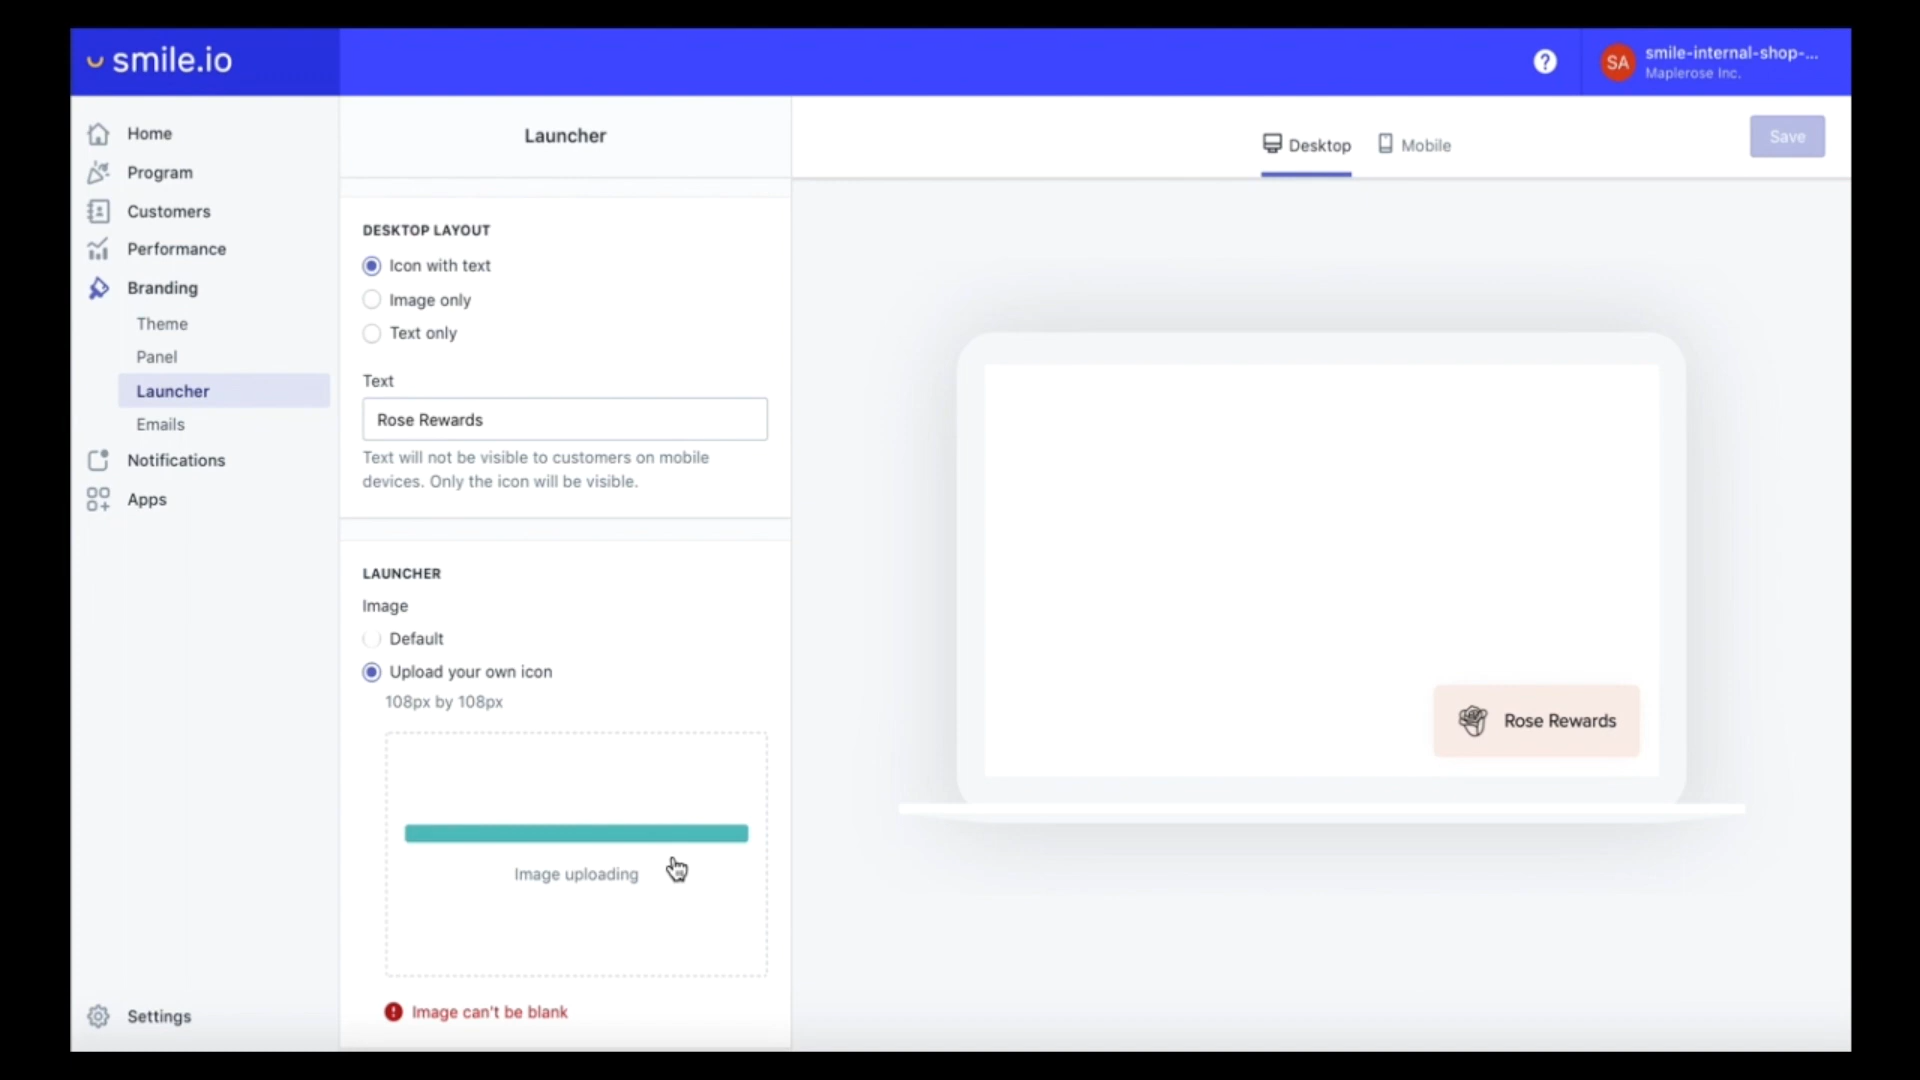 smile.io
?
SA
smile-internal-shop-...
Maplerose Inc.
Home
Program
Customers
Performance
Branding
Theme
Panel
Launcher
Emails
Notifications
Apps
Settings
Launcher
DESKTOP LAYOUT
Icon with text
Image only
Text only
Text
Rose Rewards
Text will not be visible to customers on mobile
devices. Only the icon will be visible.
LAUNCHER
Image
Default
Upload your own icon
108px by 108px
Image uploading
Image can't be blank
Desktop
Mobile
Save
Rose Rewards